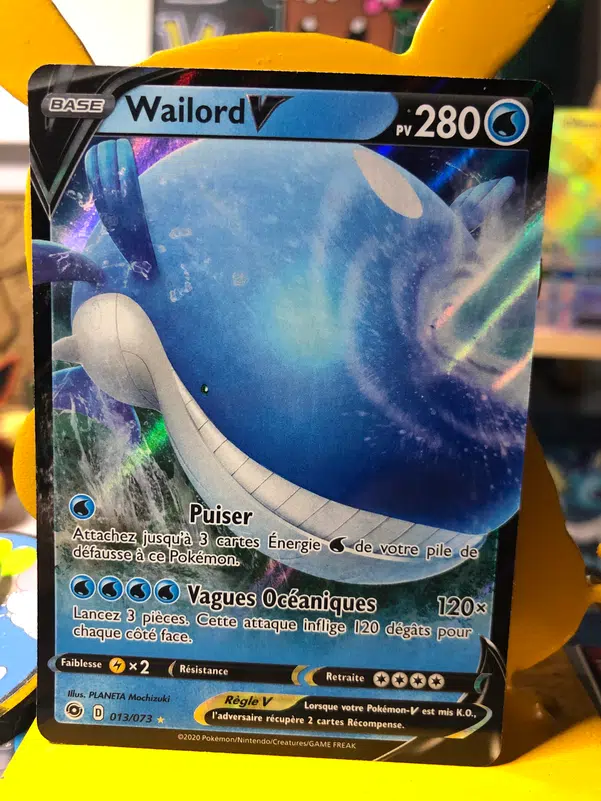 BASE Wailord V PV 280
Puiser
Attachez jusqu'à 3 cartes Énergie de votre pile de
défausse à ce Pokémon.
Vagues Océaniques 120×
Lancez 3 pièces. Cette attaque inflige 120 dégâts pour
chaque côté face.
Faiblesse ×2 Résistance Retraite
Illus. PLANETA Mochizuki
Règle V Lorsque votre Pokémon-V est mis K.O.,
l'adversaire récupère 2 cartes Récompense.
D 013/073 ★
©2020 Pokémon/Nintendo/Creatures/GAME FREAK